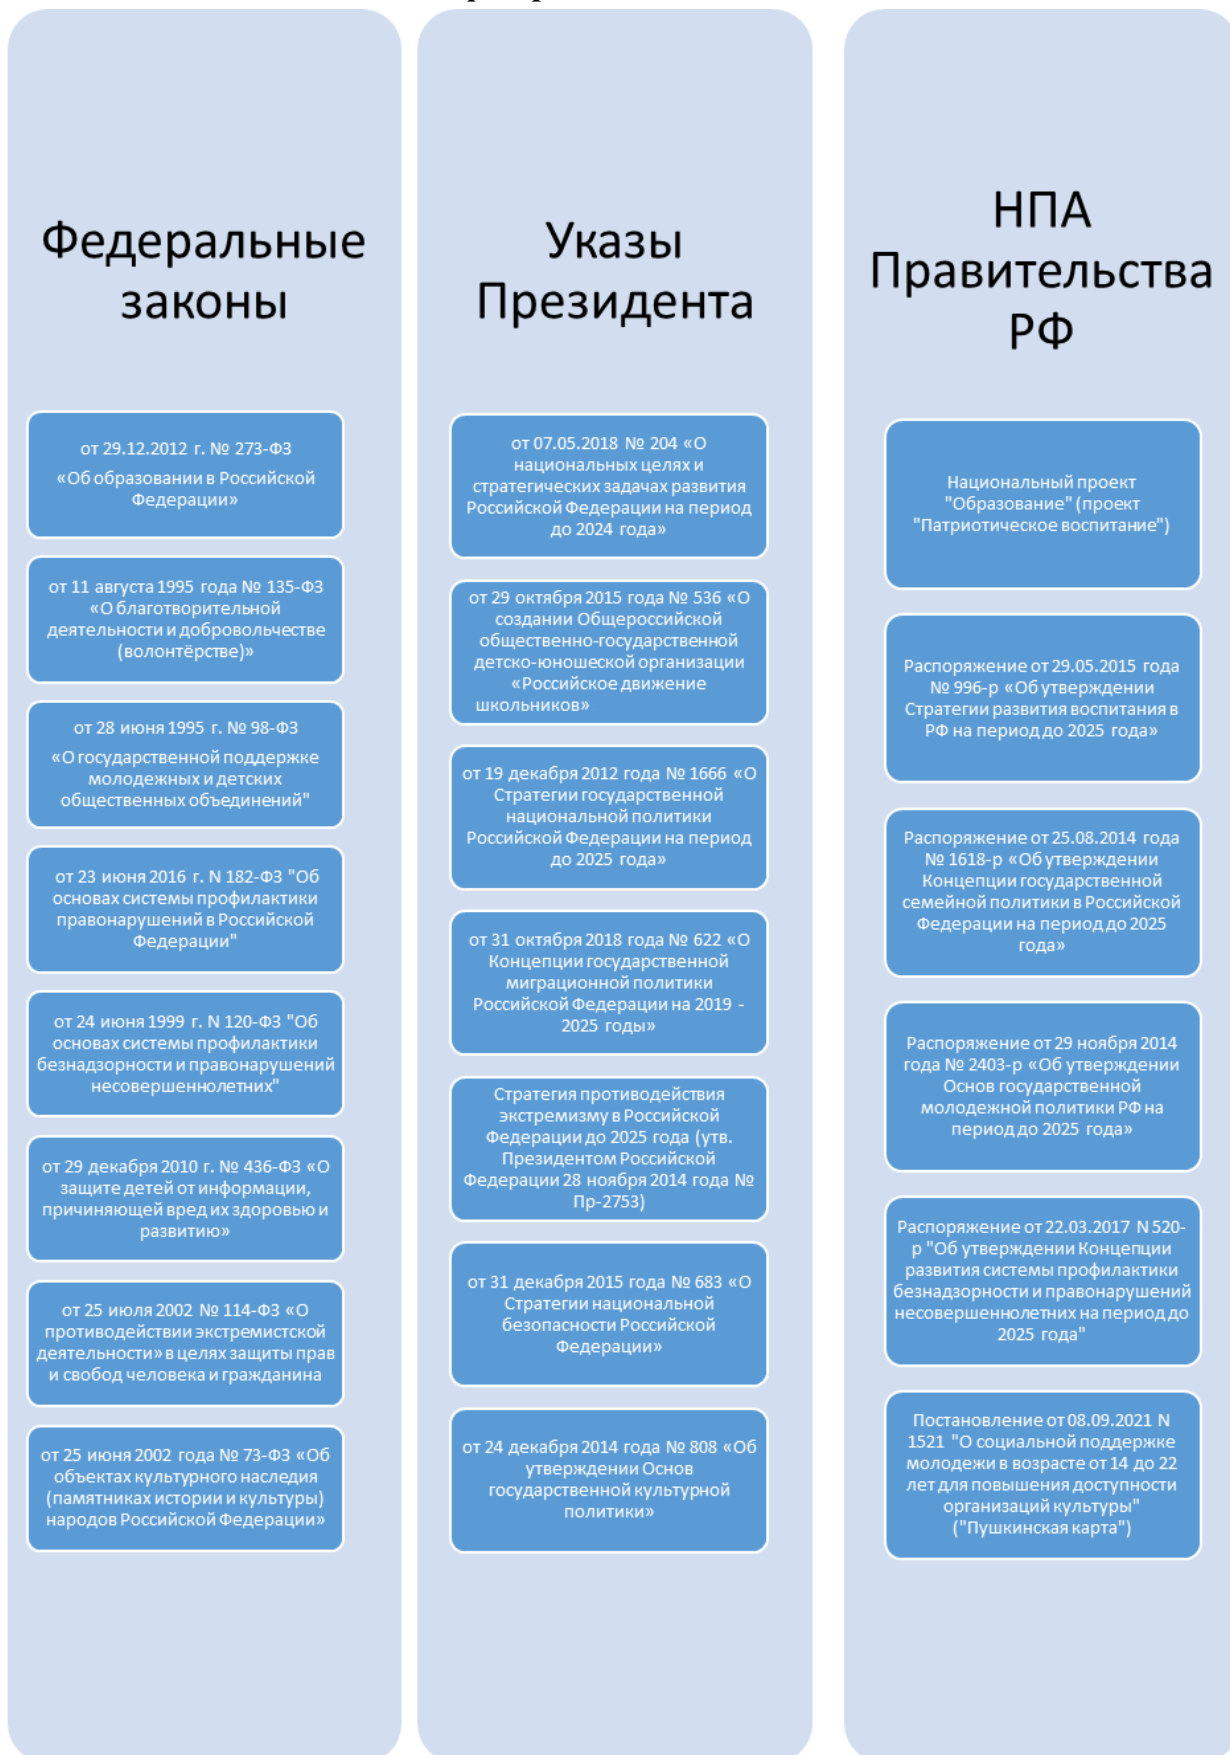 Федеральные
законы
от 29.12.2012 г. № 273-ФЗ
«Об образовании в Российской
Федерации»
от 11 августа 1995 года № 135-ФЗ
«О благотворительной
деятельности и добровольчестве
(волонтёрстве)»
от 28 июня 1995 г. № 98-ФЗ
«О государственной поддержке
молодежных и детских
общественных объединений"
от 23 июня 2016 г. N 182-ФЗ "Об
основах системы профилактики
правонарушений в Российской
Федерации"
от 24 июня 1999 г. N 120-ФЗ "Об
основах системы профилактики
безнадзорности и правонарушений
несовершеннолетних"
от 29 декабря 2010 г. № 436-ФЗ «О
защите детей от информации,
причиняющей вред их здоровью и
развитию»
от 25 июля 2002 № 114-ФЗ «О
противодействии экстремистской
деятельности» в целях защиты прав
и свобод человека и гражданина
от 25 июня 2002 года № 73-ФЗ «Об
объектах культурного наследия
(памятниках истории и культуры)
народов Российской Федерации»
Указы
Президента
от 07.05.2018 № 204 «О
национальных целях и
стратегических задачах развития
Российской Федерации на период
до 2024 года»
от 29 октября 2015 года № 536 «О
создании Общероссийской
общественно-государственной
детско-юношеской организации
«Российское движение
школьников»
от 19 декабря 2012 года № 1666 «О
Стратегии государственной
национальной политики
Российской Федерации на период
до 2025 года»
от 31 октября 2018 года № 622 «О
Концепции государственной
миграционной политики
Российской Федерации на 2019 -
2025 годы»
Стратегия противодействия
экстремизму в Российской
Федерации до 2025 года (утв.
Президентом Российской
Федерации 28 ноября 2014 года №
Пр-2753)
от 31 декабря 2015 года № 683 «О
Стратегии национальной
безопасности Российской
Федерации»
от 24 декабря 2014 года № 808 «Об
утверждении Основ
государственной культурной
политики»
НПА
Правительства
РФ
Национальный проект
"Образование" (проект
"Патриотическое воспитание")
Распоряжение от 29.05.2015 года
№ 996-р «Об утверждении
Стратегии развития воспитания в
РФ на период до 2025 года»
Распоряжение от 25.08.2014 года
№ 1618-р «Об утверждении
Концепции государственной
семейной политики в Российской
Федерации на период до 2025
года»
Распоряжение от 29 ноября 2014
года № 2403-р «Об утверждении
Основ государственной
молодежной политики РФ на
период до 2025 года»
Распоряжение от 22.03.2017 N 520-
р "Об утверждении Концепции
развития системы профилактики
безнадзорности и правонарушений
несовершеннолетних на период до
2025 года"
Постановление от 08.09.2021 N
1521 "О социальной поддержке
молодежи в возрасте от 14 до 22
лет для повышения доступности
организаций культуры"
("Пушкинская карта")